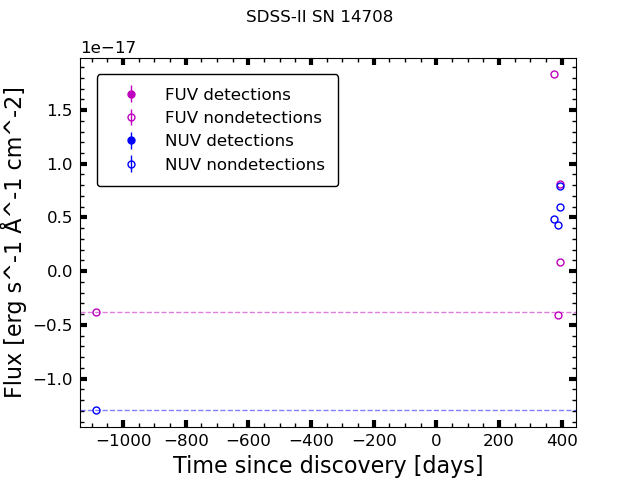 SDSS-II SN 14708
1e−17
FUV detections
FUV nondetections
NUV detections
NUV nondetections
1.5
1.0
0.5
0.0
−0.5
−1.0
Flux [erg s^-1 Å^-1 cm^-2]
−1000 −800 −600 −400 −200 0 200 400
Time since discovery [days]